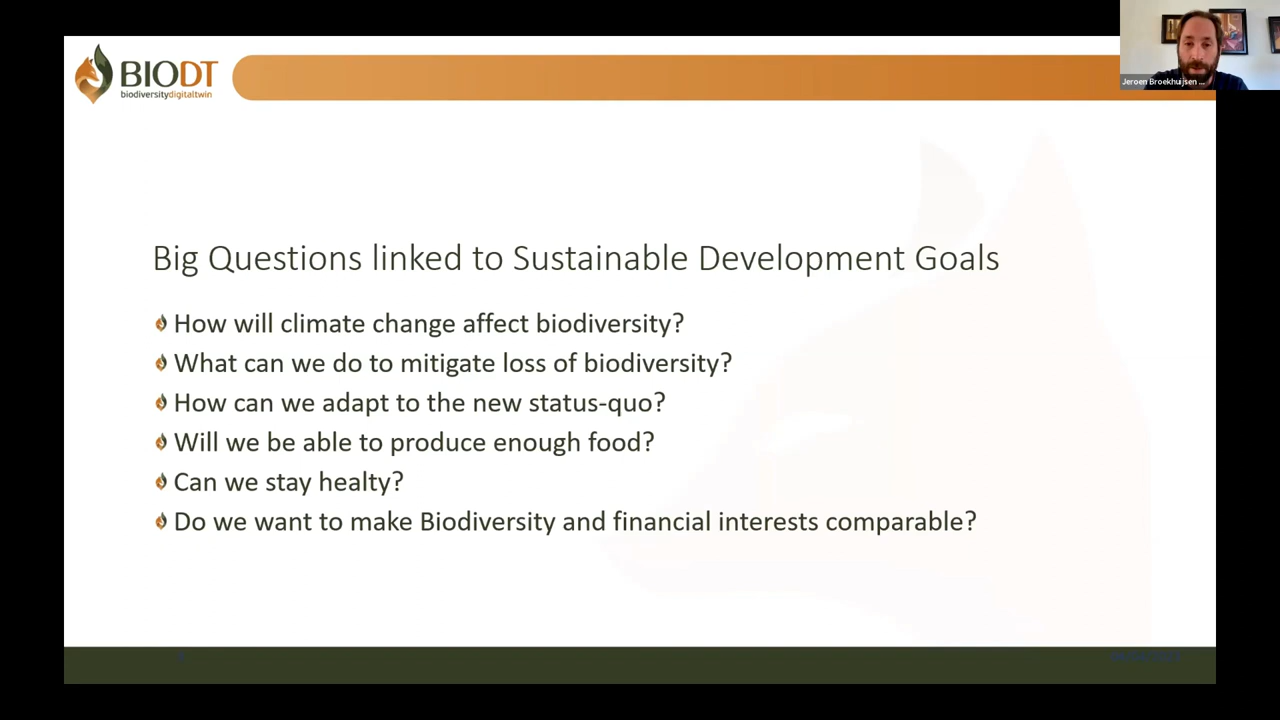 BIODT
biodiversitydigitaltwin
Jeroen Broekhuijsen ...
Big Questions linked to Sustainable Development Goals
How will climate change affect biodiversity?
What can we do to mitigate loss of biodiversity?
How can we adapt to the new status-quo?
Will we be able to produce enough food?
Can we stay healty?
Do we want to make Biodiversity and financial interests comparable?